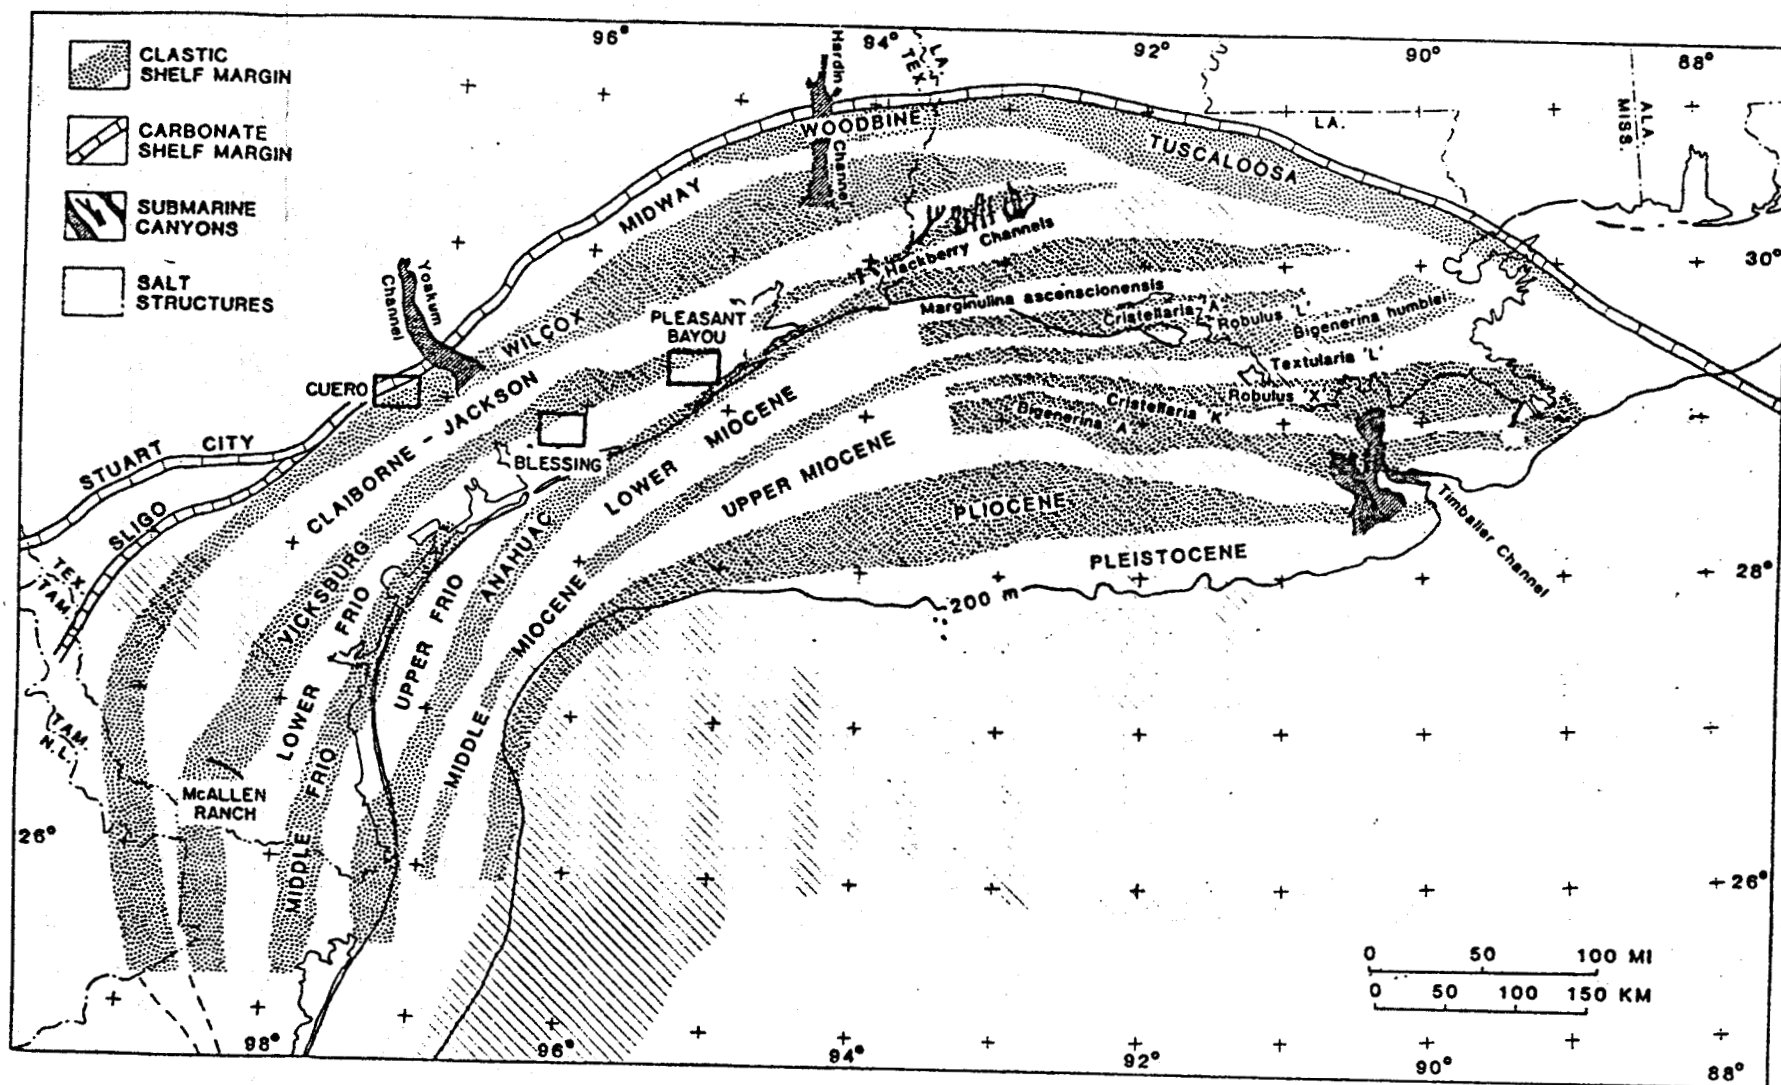 CLASTIC
SHELF MARGIN
CARBONATE
SHELF MARGIN
SUBMARINE
CANYONS
SALT
STRUCTURES
96°
94°
92°
90°
88°
Hardin
Channel
LA.
TEX.
LA.
MISS.
ALA.
WOODBINE
TUSCALOOSA
MIDWAY
Yoakum
Channel
WILCOX
Hackberry Channels
30°
Marginulina ascenscionensis
Cristellaria 'A'
Robulus 'L'
Bigenerina humblei
Textularia 'L'
Robulus 'X'
Cristellaria 'K'
Bigenerina 'A'
PLEASANT
BAYOU
CUERO
BLESSING
STUART CITY
SLIGO
CLAIBORNE - JACKSON
VICKSBURG
LOWER FRIO
MIDDLE FRIO
UPPER FRIO
ANAHUAC
LOWER MIOCENE
MIDDLE MIOCENE
UPPER MIOCENE
PLIOCENE
PLEISTOCENE
200 m
Timbalier Channel
28°
TEX.
TAM.
TAM.
N.L.
McALLEN
RANCH
26°
26°
0 50 100 MI
0 50 100 150 KM
98°
96°
94°
92°
90°
88°